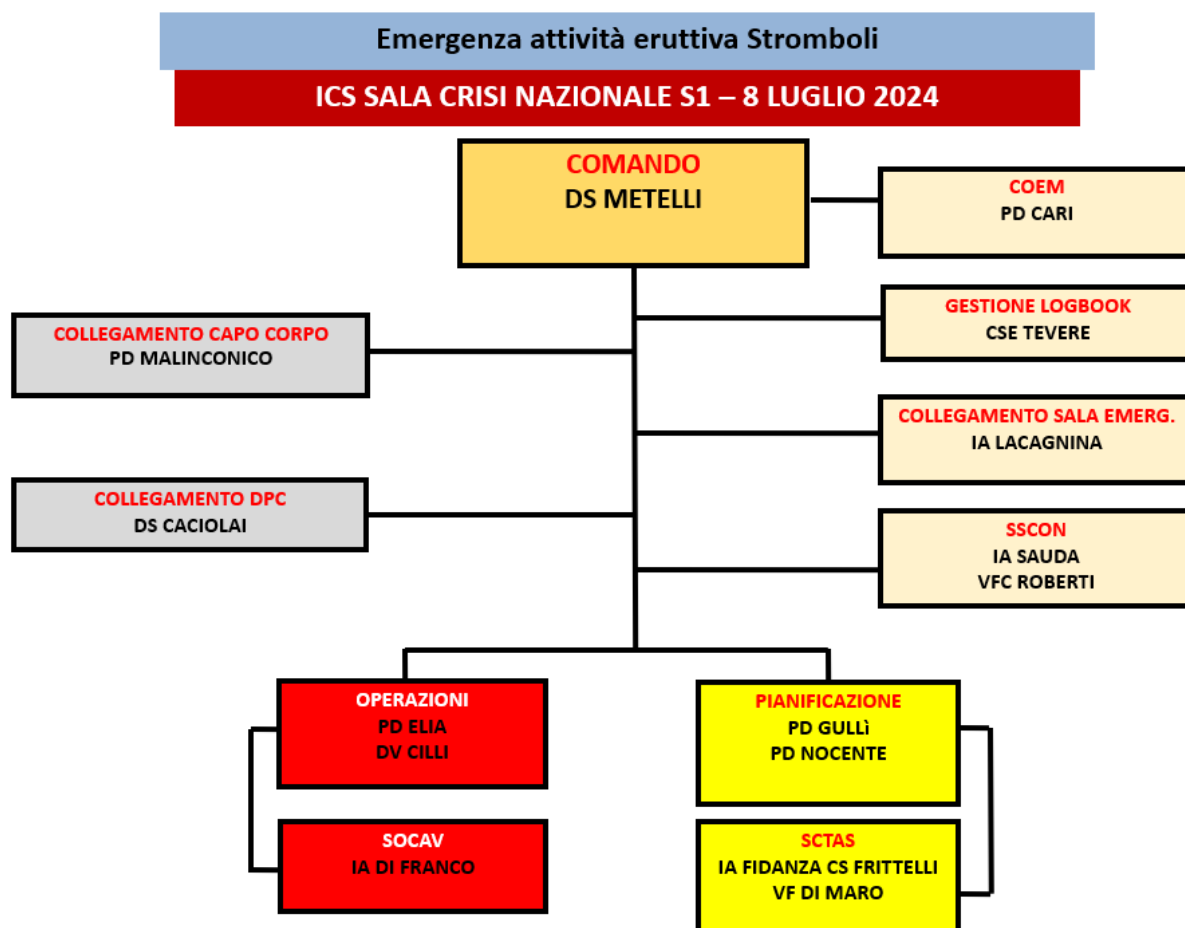 Emergenza attività eruttiva Stromboli
ICS SALA CRISI NAZIONALE S1 – 8 LUGLIO 2024
COMANDO
DS METELLI
COEM
PD CARI
GESTIONE LOGBOOK
CSE TEVERE
COLLEGAMENTO CAPO CORPO
PD MALINCONICO
COLLEGAMENTO SALA EMERG.
IA LACAGNINA
COLLEGAMENTO DPC
DS CACIOLAI
SSCON
IA SAUDA
VFC ROBERTI
OPERAZIONI
PD ELIA
DV CILLI
PIANIFICAZIONE
PD GULLì
PD NOCENTE
SOCAV
IA DI FRANCO
SCTAS
IA FIDANZA CS FRITTELLI
VF DI MARO